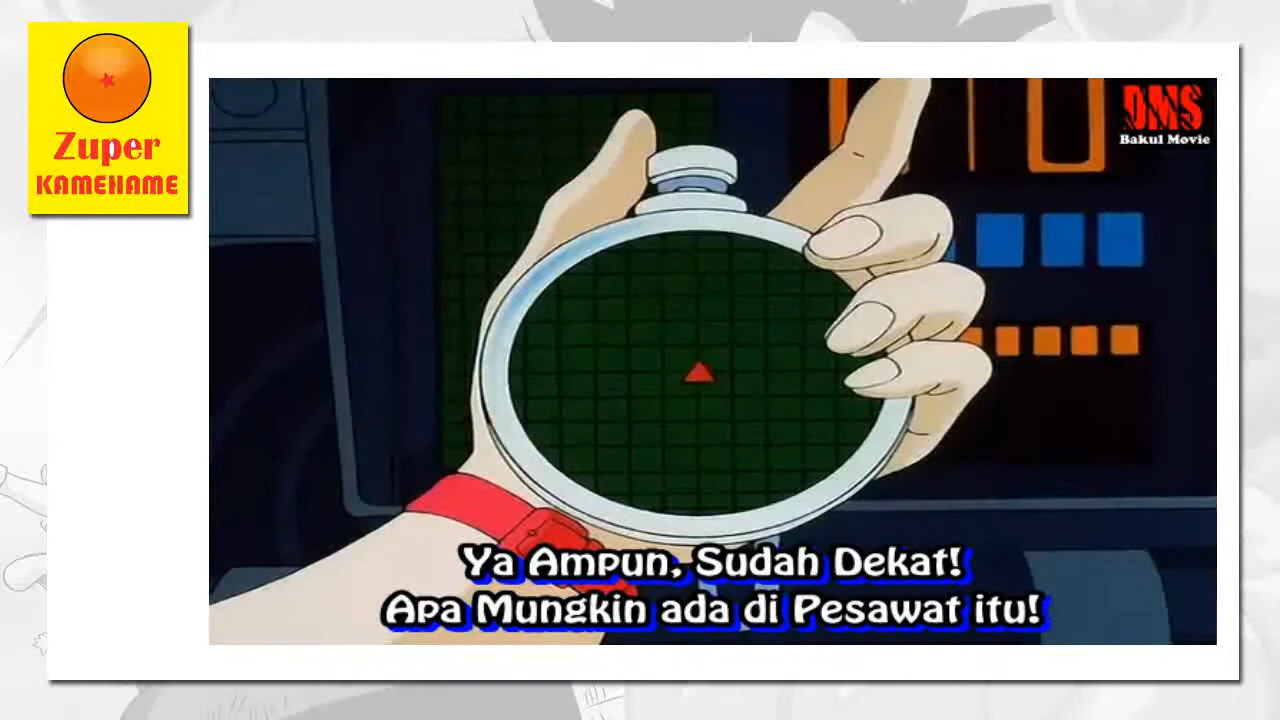 Zuper
KAMEHAME
DMS
Bakul Movie
Ya Ampun, Sudah Dekat!
Apa Mungkin ada di Pesawat itu!